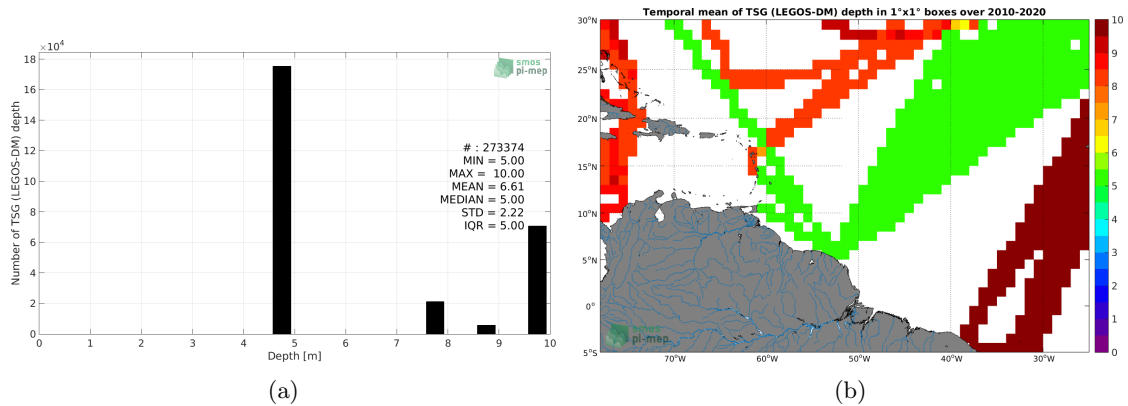 ×10⁴
18
16
14
12
10
8
6
4
2
0
Number of TSG (LEGOS-DM) depth
smos
pi-mep
# : 273374
MIN = 5.00
MAX = 10.00
MEAN = 6.61
MEDIAN = 5.00
STD = 2.22
IQR = 5.00
0 1 2 3 4 5 6 7 8 9 10
Depth [m]
(a)
Temporal mean of TSG (LEGOS-DM) depth in 1°x1° boxes over 2010-2020
30°N
25°N
20°N
15°N
10°N
5°N
0°
5°S
smos
pi-mep
70°W 60°W 50°W 40°W 30°W
10
9
8
7
6
5
4
3
2
1
0
(b)